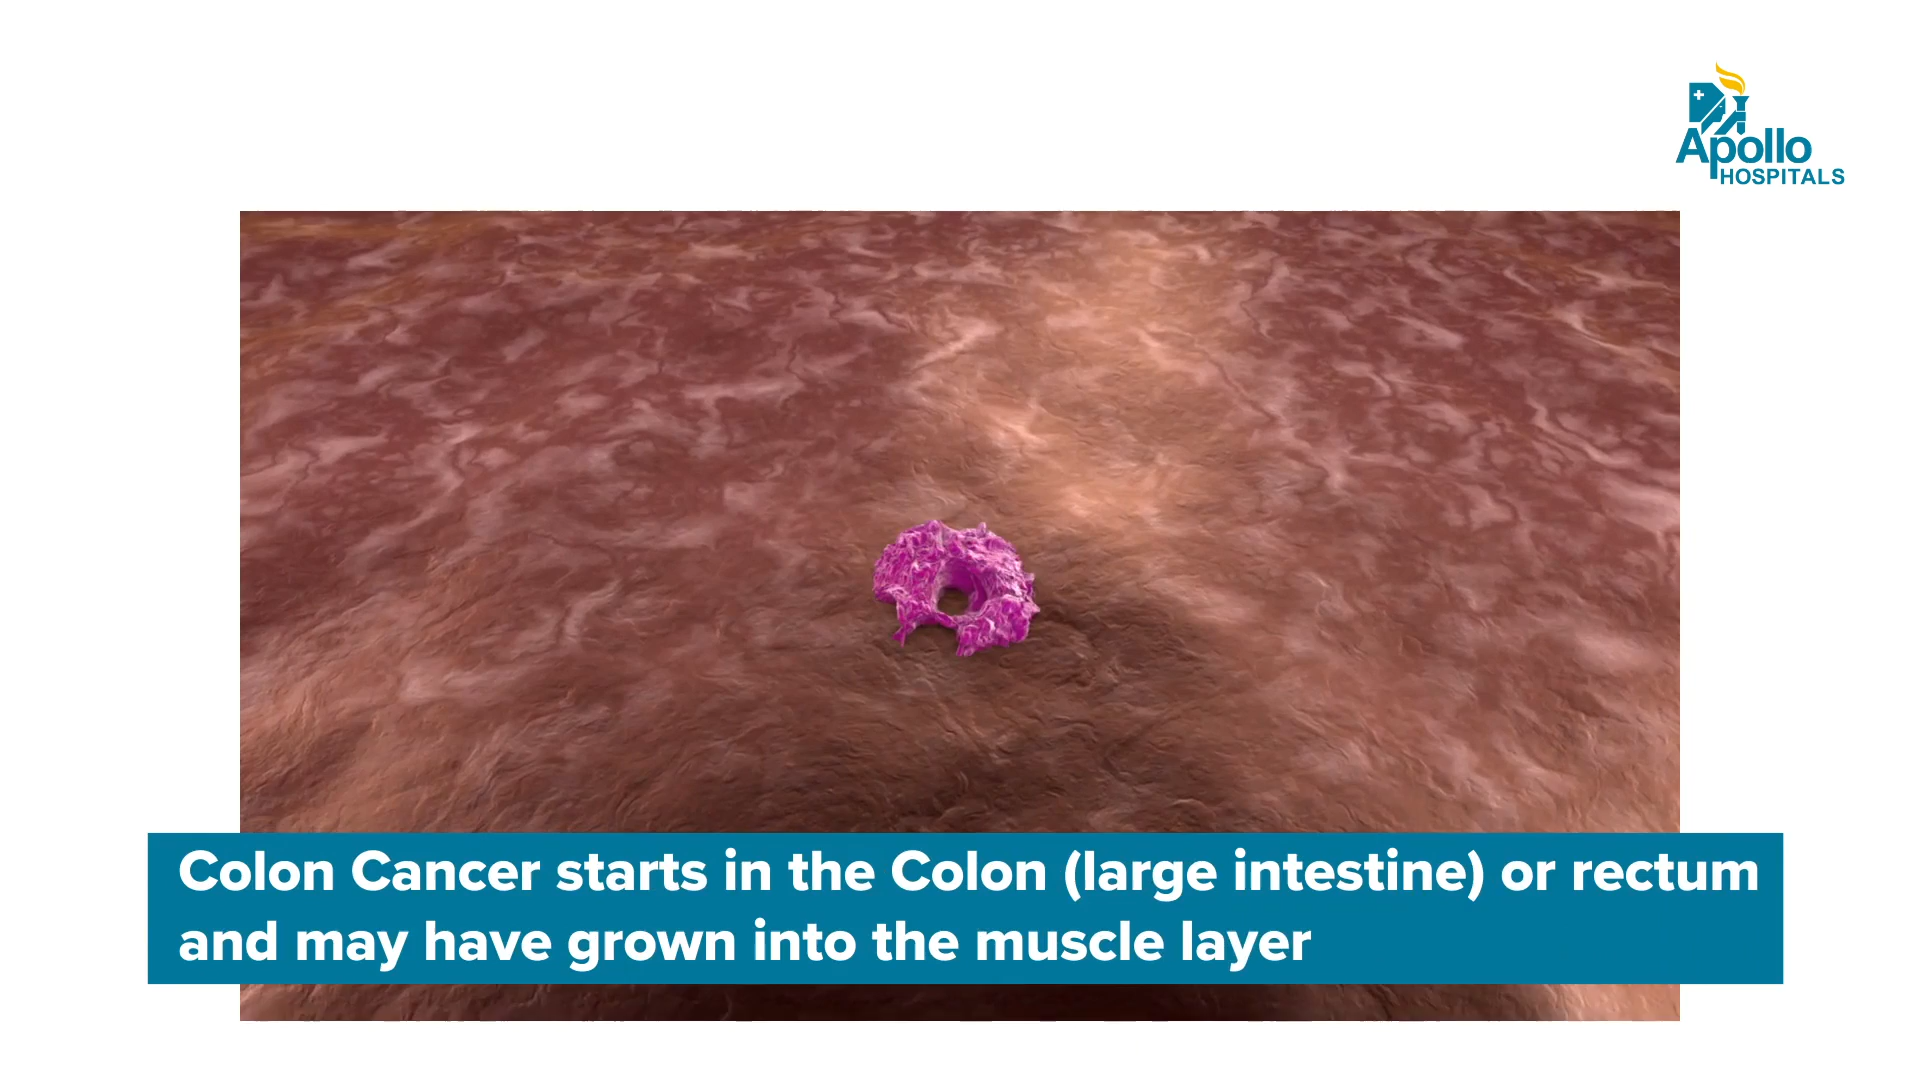 Apollo
HOSPITALS
Colon Cancer starts in the Colon (large intestine) or rectum
and may have grown into the muscle layer